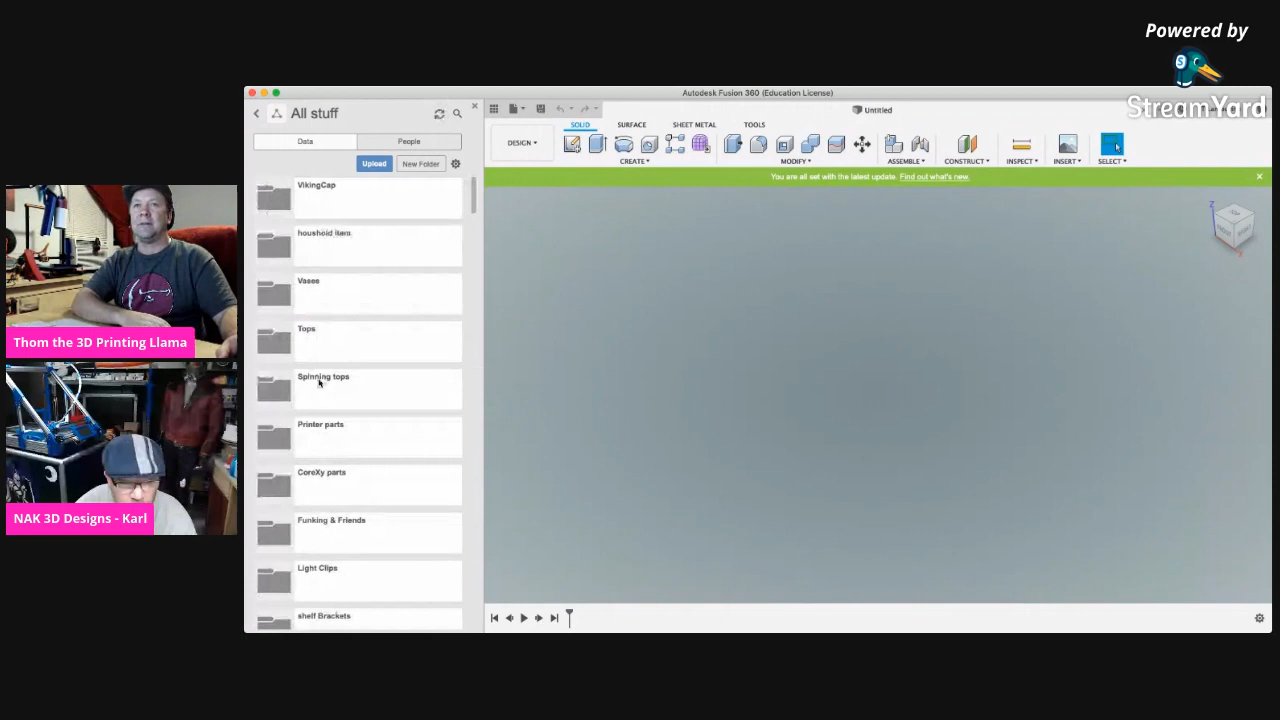 Powered by
StreamYard
Autodesk Fusion 360 (Education License)
All stuff
Untitled
Data
People
SOLID
SURFACE
SHEET METAL
TOOLS
DESIGN
Upload
New Folder
CREATE
MODIFY
ASSEMBLE
CONSTRUCT
INSPECT
INSERT
SELECT
You are all set with the latest update. Find out what's new.
VikingCap
houshold item
Vases
Tops
Spinning tops
Printer parts
CoreXy parts
Funking & Friends
Light Clips
shelf Brackets
Z
Thom the 3D Printing Llama
NAK 3D Designs - Karl